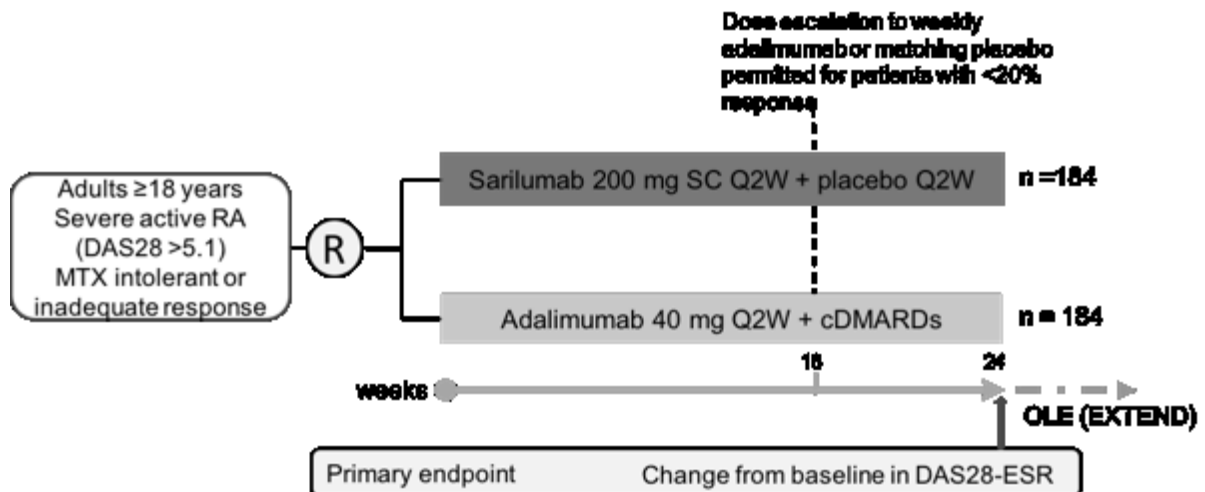 Dose escalation to weekly
adalimumab or matching placebo
permitted for patients with <20%
response
Adults ≥18 years
Severe active RA
(DAS28 >5.1)
MTX intolerant or
inadequate response
R
Sarilumab 200 mg SC Q2W + placebo Q2W
n =184
Adalimumab 40 mg Q2W + cDMARDs
n = 184
16
24
weeks
OLE (EXTEND)
Primary endpoint Change from baseline in DAS28-ESR